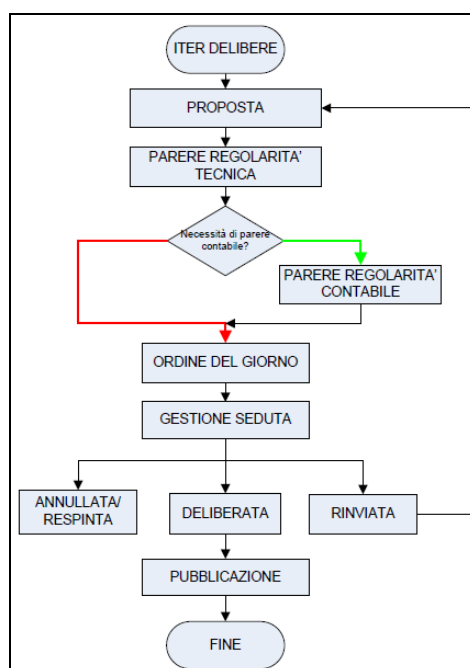 ITER DELIBERE
PROPOSTA
PARERE REGOLARITA'
TECNICA
Necessità di parere
contabile?
PARERE REGOLARITA'
CONTABILE
ORDINE DEL GIORNO
GESTIONE SEDUTA
ANNULLATA/
RESPINTA
DELIBERATA
RINVIATA
PUBBLICAZIONE
FINE